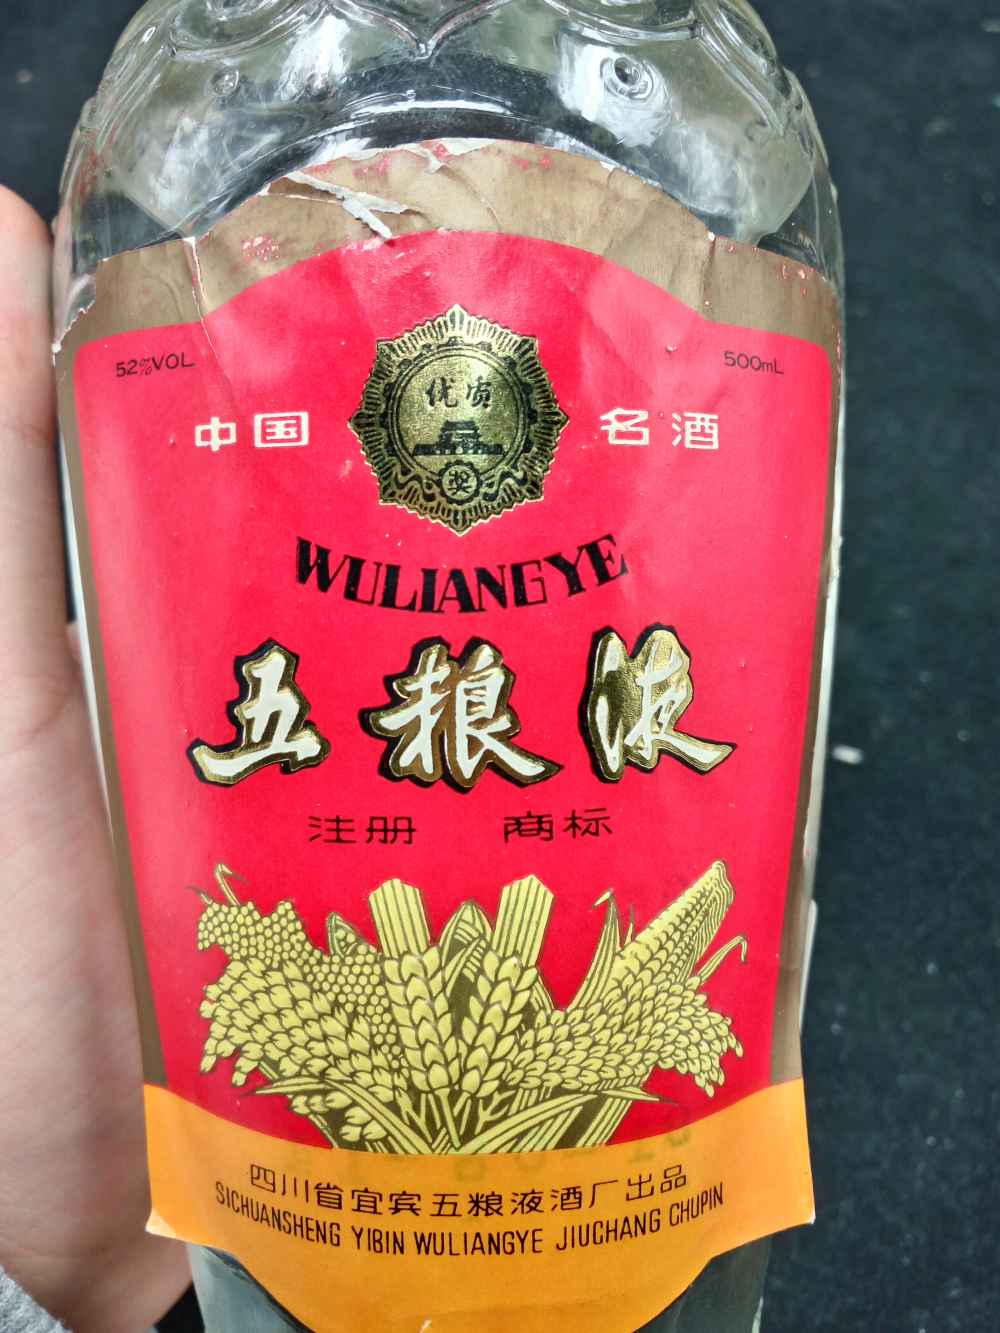 52%VOL
500mL
中国
名酒
优质
奖
WULIANGYE
五粮液
注册 商标
四川省宜宾五粮液酒厂出品
SICHUANSHENG YIBIN WULIANGYE JIUCHANG CHUPIN